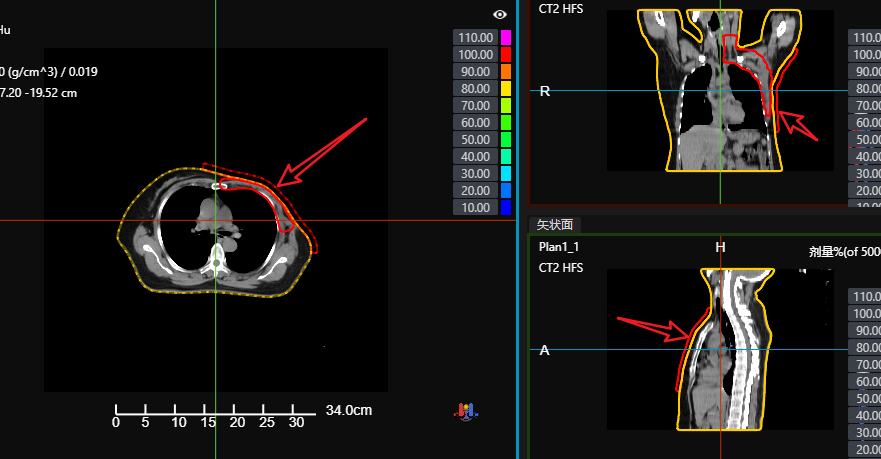 Hu
0 (g/cm^3) / 0.019
7.20 -19.52 cm
110.00
100.00
90.00
80.00
70.00
60.00
50.00
40.00
30.00
20.00
10.00
34.0cm
0 5 10 15 20 25 30
CT2 HFS
R
110.0
100.0
90.00
80.00
70.00
60.00
50.00
40.00
30.00
20.00
10.00
矢状面
Plan1_1
CT2 HFS
H
剂量%(of 500
A
110.0
100.0
90.00
80.00
70.00
60.00
50.00
40.00
30.00
20.00